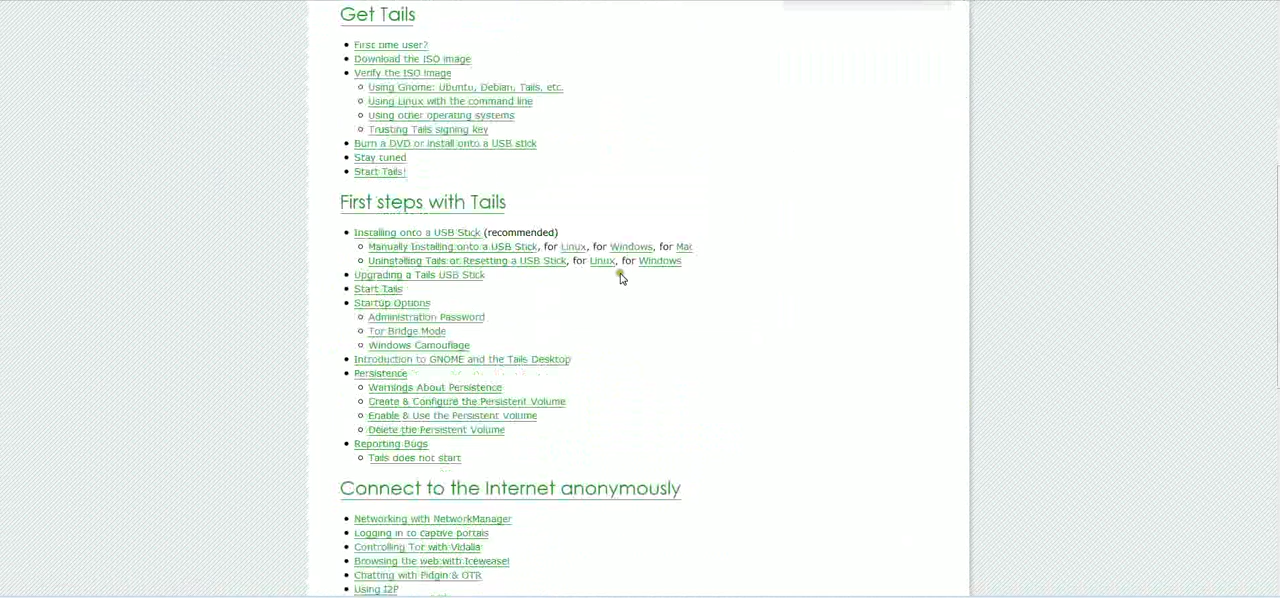 Get Tails
First time user?
Download the ISO image
Verify the ISO image
Using Gnome: Ubuntu, Debian, Tails, etc.
Using Linux with the command line
Using other operating systems
Trusting Tails signing key
Burn a DVD or install onto a USB stick
Stay tuned
Start Tails!
First steps with Tails
Installing onto a USB Stick (recommended)
Manually Installing onto a USB Stick, for Linux, for Windows, for Mac
Uninstalling Tails or Resetting a USB Stick, for Linux, for Windows
Upgrading a Tails USB Stick
Start Tails
Startup Options
Administration Password
Tor Bridge Mode
Windows Camouflage
Introduction to GNOME and the Tails Desktop
Persistence
Warnings About Persistence
Create & Configure the Persistent Volume
Enable & Use the Persistent Volume
Delete the Persistent Volume
Reporting Bugs
Tails does not start
Connect to the Internet anonymously
Networking with NetworkManager
Logging in to captive portals
Controlling Tor with Vidalia
Browsing the web with Iceweasel
Chatting with Pidgin & OTR
Using I2P